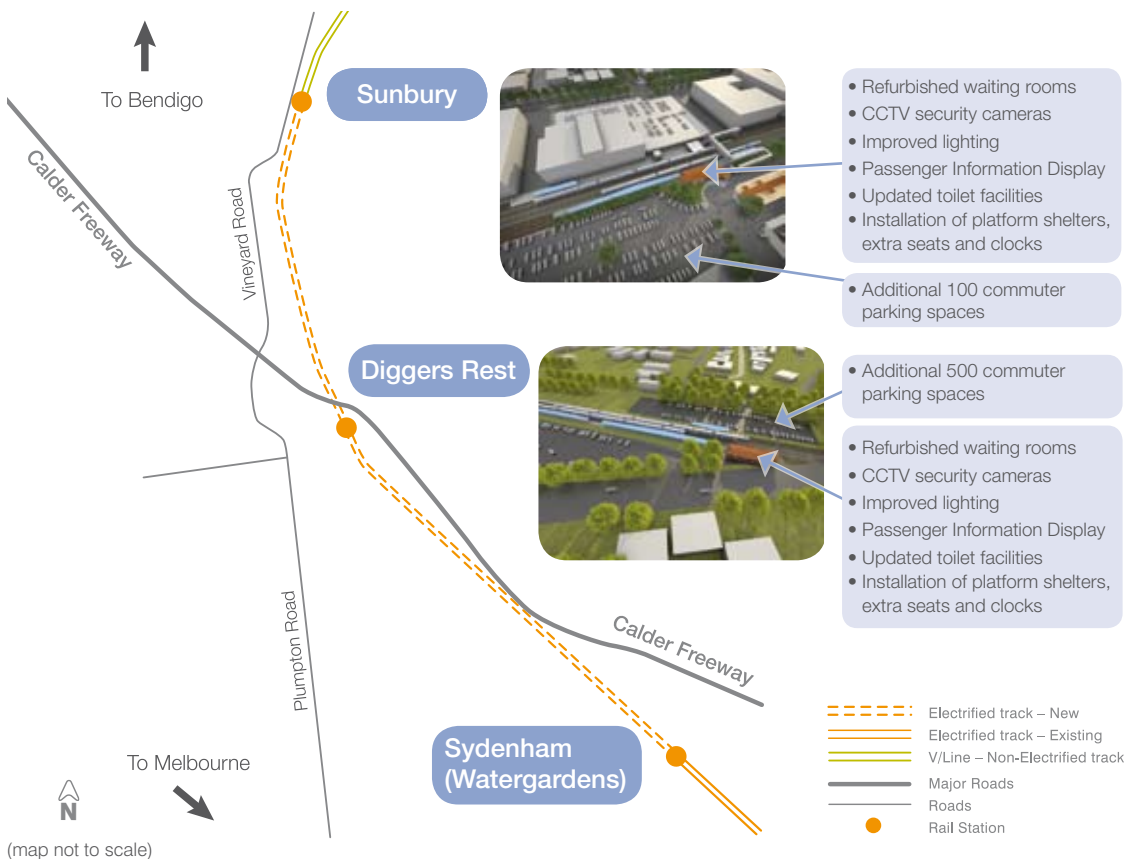 To Bendigo
Sunbury
• Refurbished waiting rooms
• CCTV security cameras
• Improved lighting
• Passenger Information Display
• Updated toilet facilities
• Installation of platform shelters,
extra seats and clocks
• Additional 100 commuter
parking spaces
Calder Freeway
Vineyard Road
Diggers Rest
• Additional 500 commuter
parking spaces
• Refurbished waiting rooms
• CCTV security cameras
• Improved lighting
• Passenger Information Display
• Updated toilet facilities
• Installation of platform shelters,
extra seats and clocks
Plumpton Road
Calder Freeway
Sydenham
(Watergardens)
To Melbourne
N
(map not to scale)
Electrified track – New
Electrified track – Existing
V/Line – Non-Electrified track
Major Roads
Roads
Rail Station